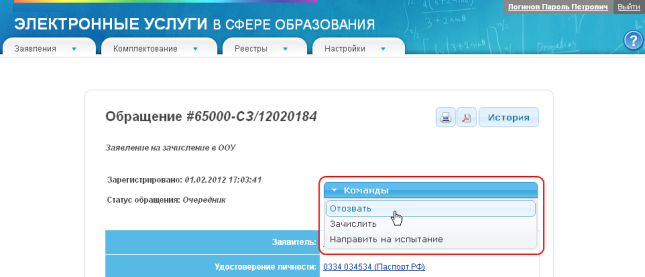 Логинов Пароль Петрович Выйти
ЭЛЕКТРОННЫЕ УСЛУГИ В СФЕРЕ ОБРАЗОВАНИЯ
Заявления Комплектование Реестры Настройки ?
Обращение #65000-СЗ/12020184 История
Заявление на зачисление в ООУ
Зарегистрировано: 01.02.2012 17:03:41
Статус обращения: Очередник
Команды
Отозвать
Зачислить
Направить на испытание
Заявитель:
Удостоверение личности: 0334 034534 (Паспорт РФ)